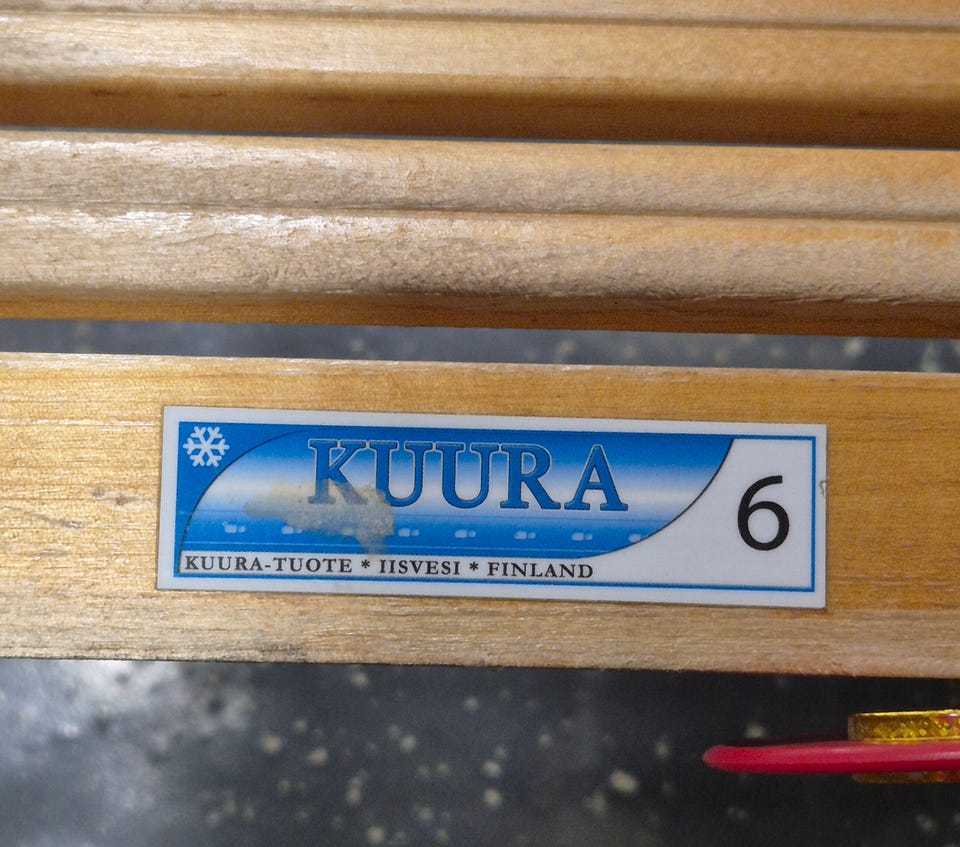 KUURA
6
KUURA-TUOTE * IISVESI * FINLAND